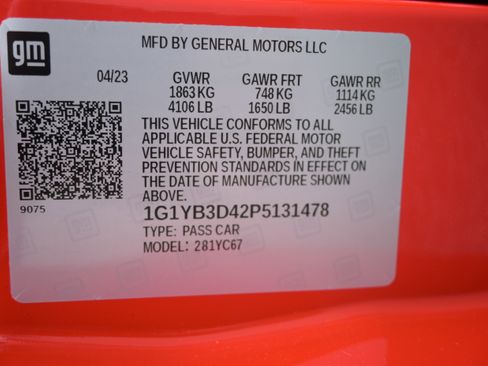 gm
MFD BY GENERAL MOTORS LLC
04/23 GVWR GAWR FRT GAWR RR
1863 KG 748 KG 1114 KG
4106 LB 1650 LB 2456 LB
THIS VEHICLE CONFORMS TO ALL
APPLICABLE U.S. FEDERAL MOTOR
VEHICLE SAFETY, BUMPER, AND THEFT
PREVENTION STANDARDS IN EFFECT ON
THE DATE OF MANUFACTURE SHOWN
ABOVE.
9075
1G1YB3D42P5131478
TYPE: PASS CAR
MODEL: 281YC67